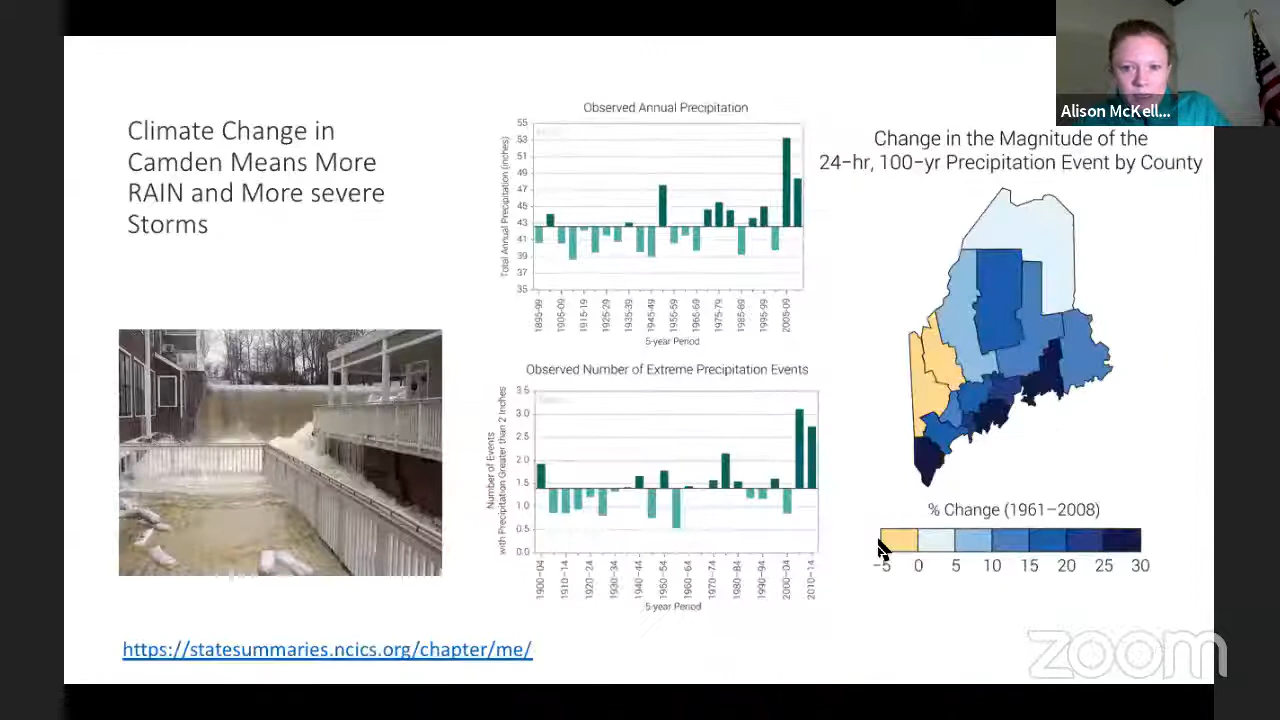 Alison McKell...
Climate Change in
Camden Means More
RAIN and More severe
Storms
Observed Annual Precipitation
Total Annual Precipitation (inches)
55
53
51
49
47
45
43
41
39
37
35
1895-99
1905-09
1915-19
1925-29
1935-39
1945-49
1955-59
1965-69
1975-79
1985-89
1995-99
2005-09
5-year Period
Observed Number of Extreme Precipitation Events
Number of Events
with Precipitation Greater than 2 Inches
3.5
3.0
2.5
2.0
1.5
1.0
0.5
0.0
1900-04
1910-14
1920-24
1930-34
1940-44
1950-54
1960-64
1970-74
1980-84
1990-94
2000-04
2010-14
5-year Period
Change in the Magnitude of the
24-hr, 100-yr Precipitation Event by County
% Change (1961-2008)
-5 0 5 10 15 20 25 30
https://statesummaries.ncics.org/chapter/me/
zoom